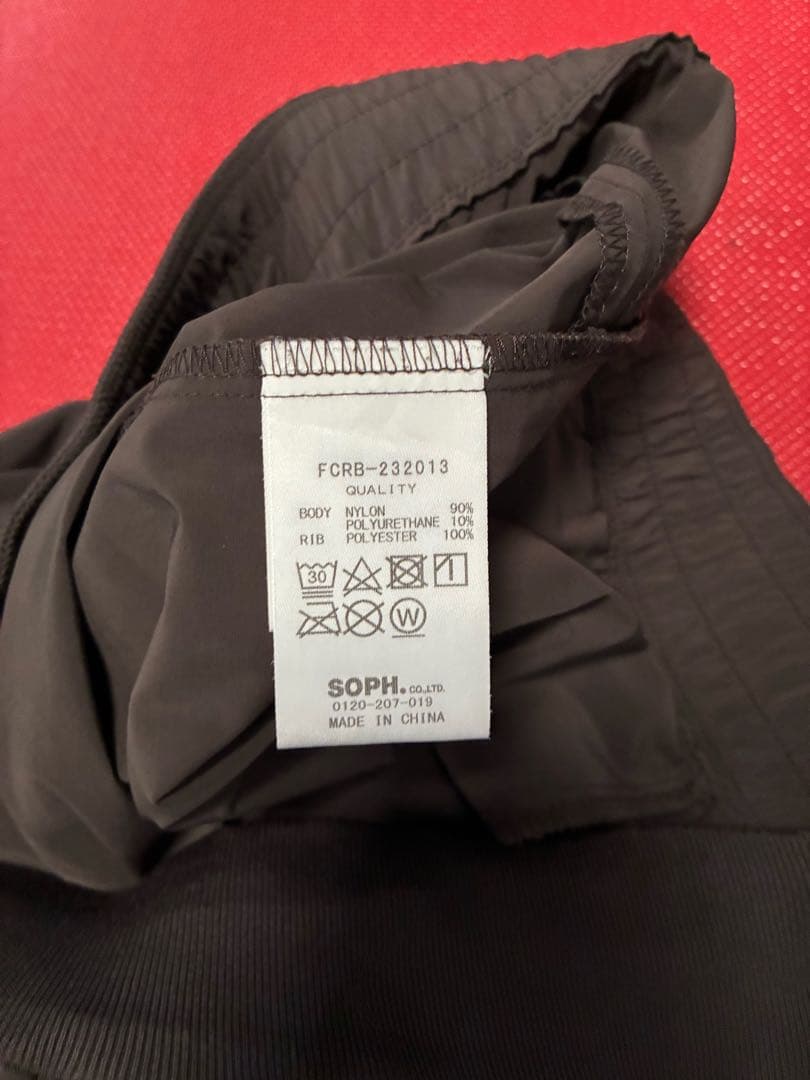 FCRB-232013
QUALITY
BODY NYLON 90%
POLYURETHANE 10%
RIB POLYESTER 100%
30
W
SOPH. CO.,LTD.
0120-207-019
MADE IN CHINA